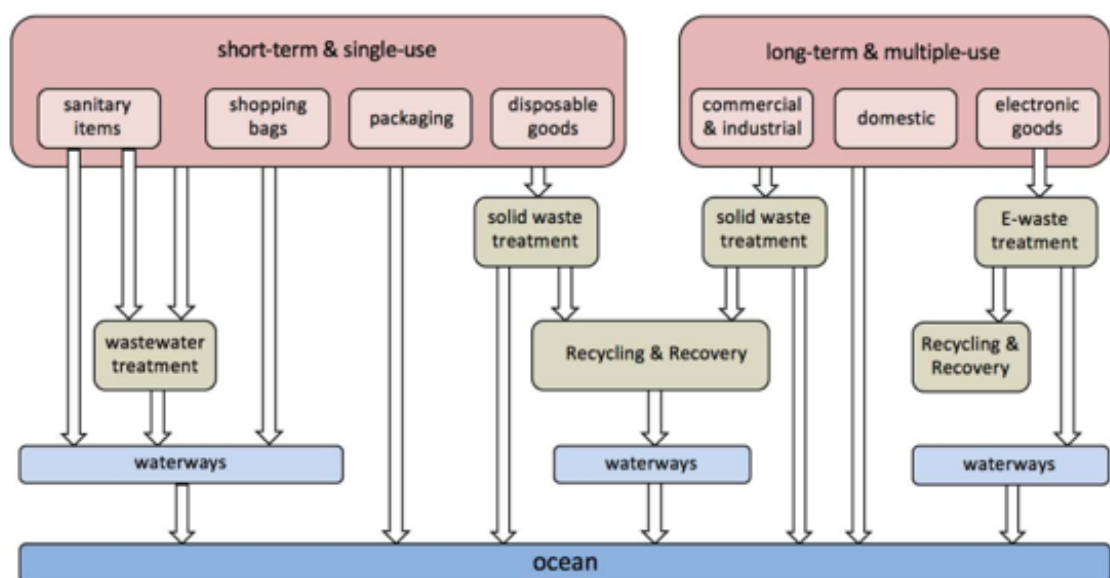 short-term & single-use
long-term & multiple-use
sanitary
items
shopping
bags
packaging
disposable
goods
commercial
& industrial
domestic
electronic
goods
solid waste
treatment
solid waste
treatment
E-waste
treatment
wastewater
treatment
Recycling & Recovery
Recycling &
Recovery
waterways
waterways
waterways
ocean